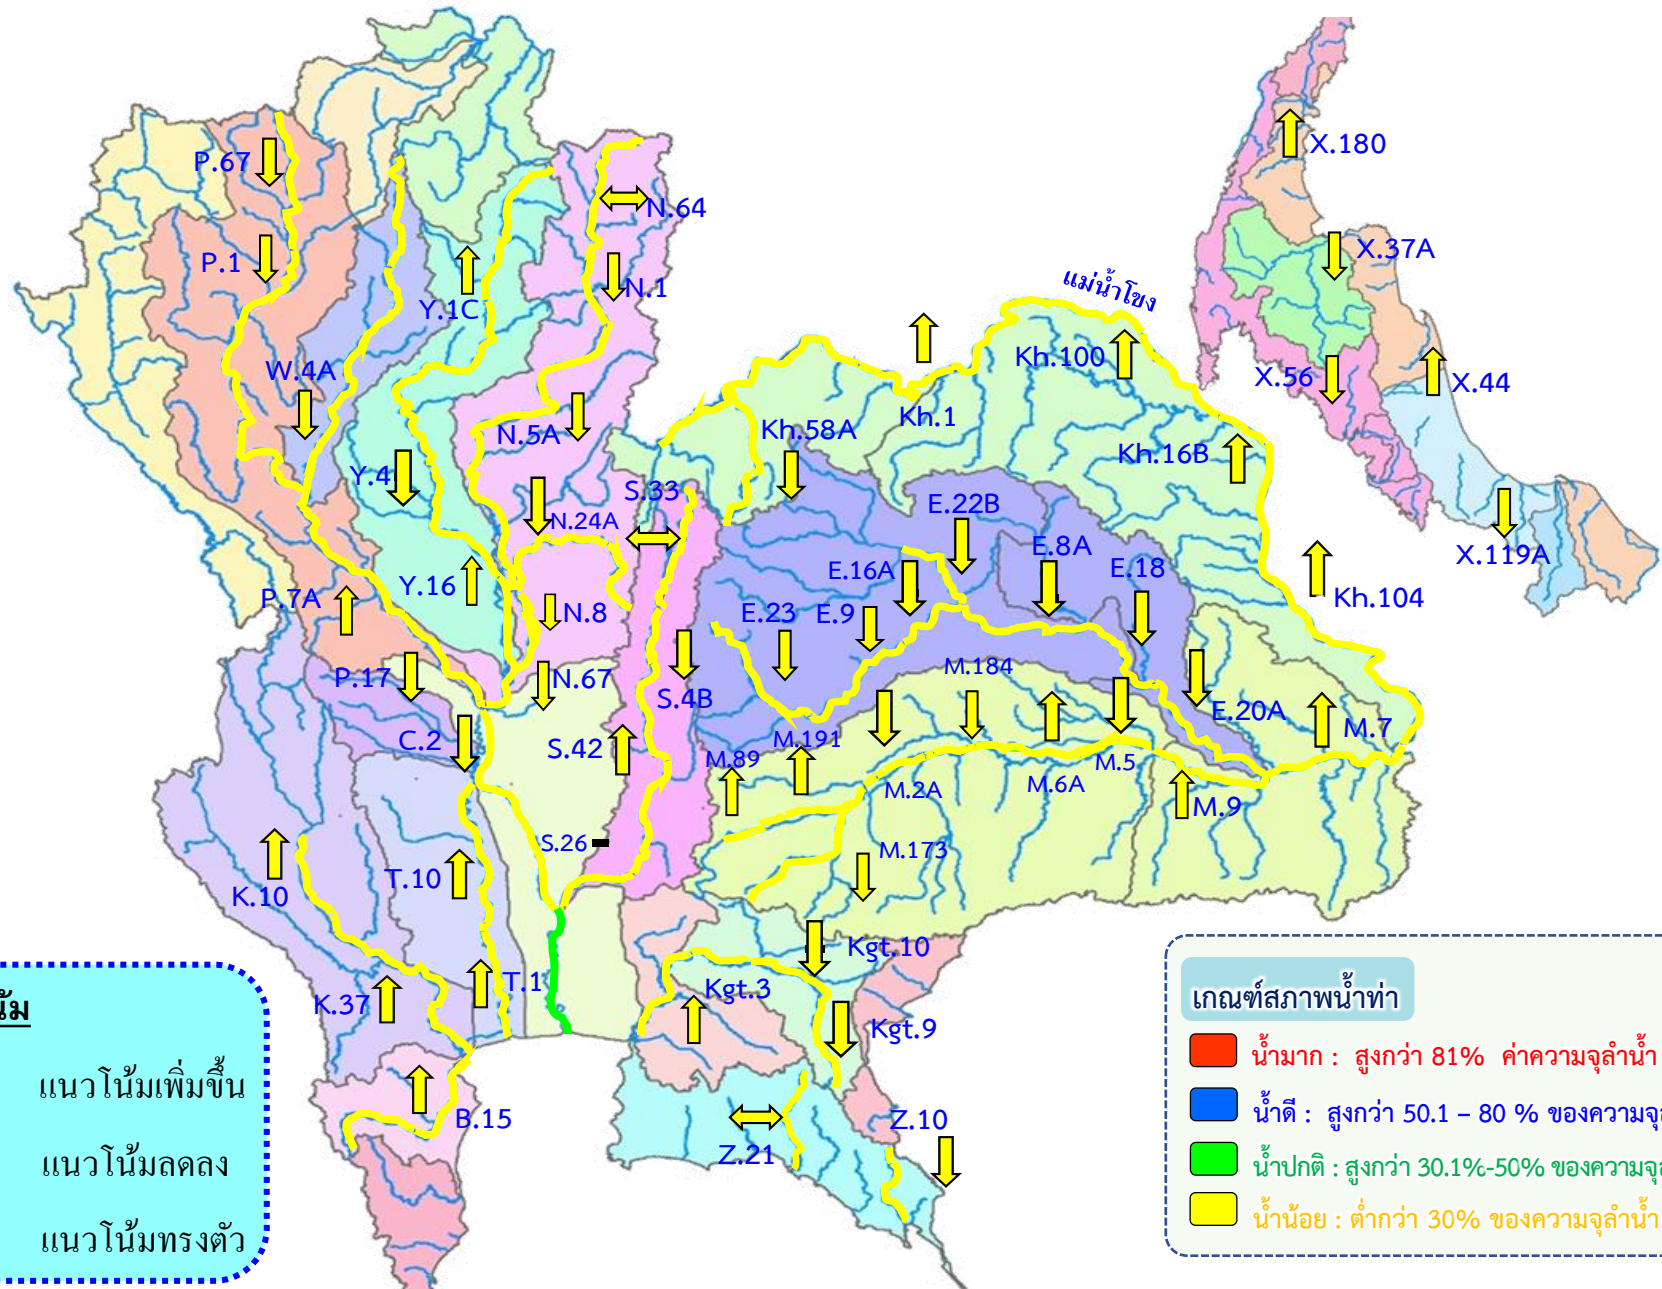 P.67
P.1
W.4A
Y.1C
N.64
N.1
N.5A
Y.4
N.24A
S.33
Y.16
P.7A
N.8
P.17
N.67
C.2
S.42
S.4B
S.26
K.10
T.10
K.37
T.1
B.15
แม่น้ำโขง
Kh.100
Kh.1
Kh.58A
Kh.16B
Kh.104
E.22B
E.8A
E.16A
E.18
E.23
E.9
E.20A
M.184
M.191
M.89
M.2A
M.6A
M.5
M.7
M.9
M.173
Kgt.10
Kgt.3
Kgt.9
Z.21
Z.10
X.180
X.37A
X.56
X.44
X.119A
แนวโน้มเพิ่มขึ้น
แนวโน้มลดลง
แนวโน้มทรงตัว
เกณฑ์สภาพน้ำท่า
น้ำมาก : สูงกว่า 81% ค่าความจุลำน้ำ
น้ำดี : สูงกว่า 50.1 – 80 % ของความจุ
น้ำปกติ : สูงกว่า 30.1%-50% ของความจุ
น้ำน้อย : ต่ำกว่า 30% ของความจุลำน้ำ